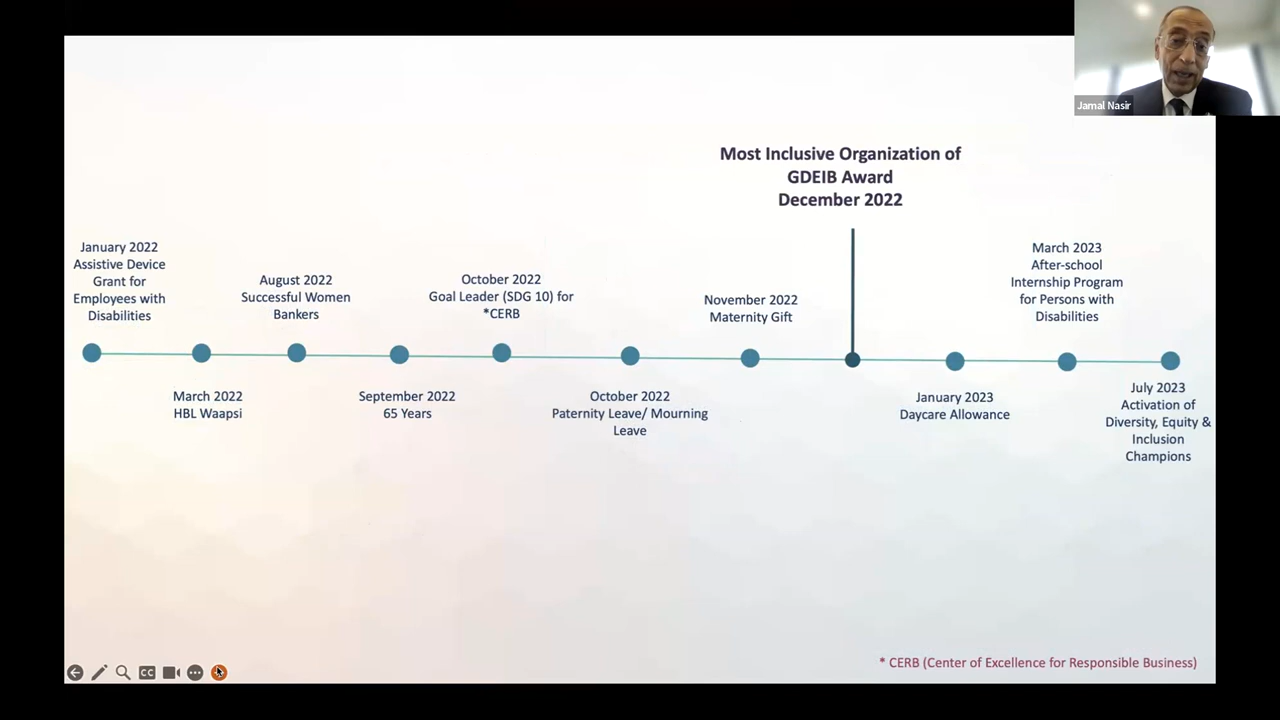 Jamal Nasir
Most Inclusive Organization of
GDEIB Award
December 2022
January 2022
Assistive Device
Grant for
Employees with
Disabilities
March 2022
HBL Waapsi
August 2022
Successful Women
Bankers
September 2022
65 Years
October 2022
Goal Leader (SDG 10) for
*CERB
October 2022
Paternity Leave/ Mourning
Leave
November 2022
Maternity Gift
January 2023
Daycare Allowance
March 2023
After-school
Internship Program
for Persons with
Disabilities
July 2023
Activation of
Diversity, Equity &
Inclusion
Champions
CC
* CERB (Center of Excellence for Responsible Business)